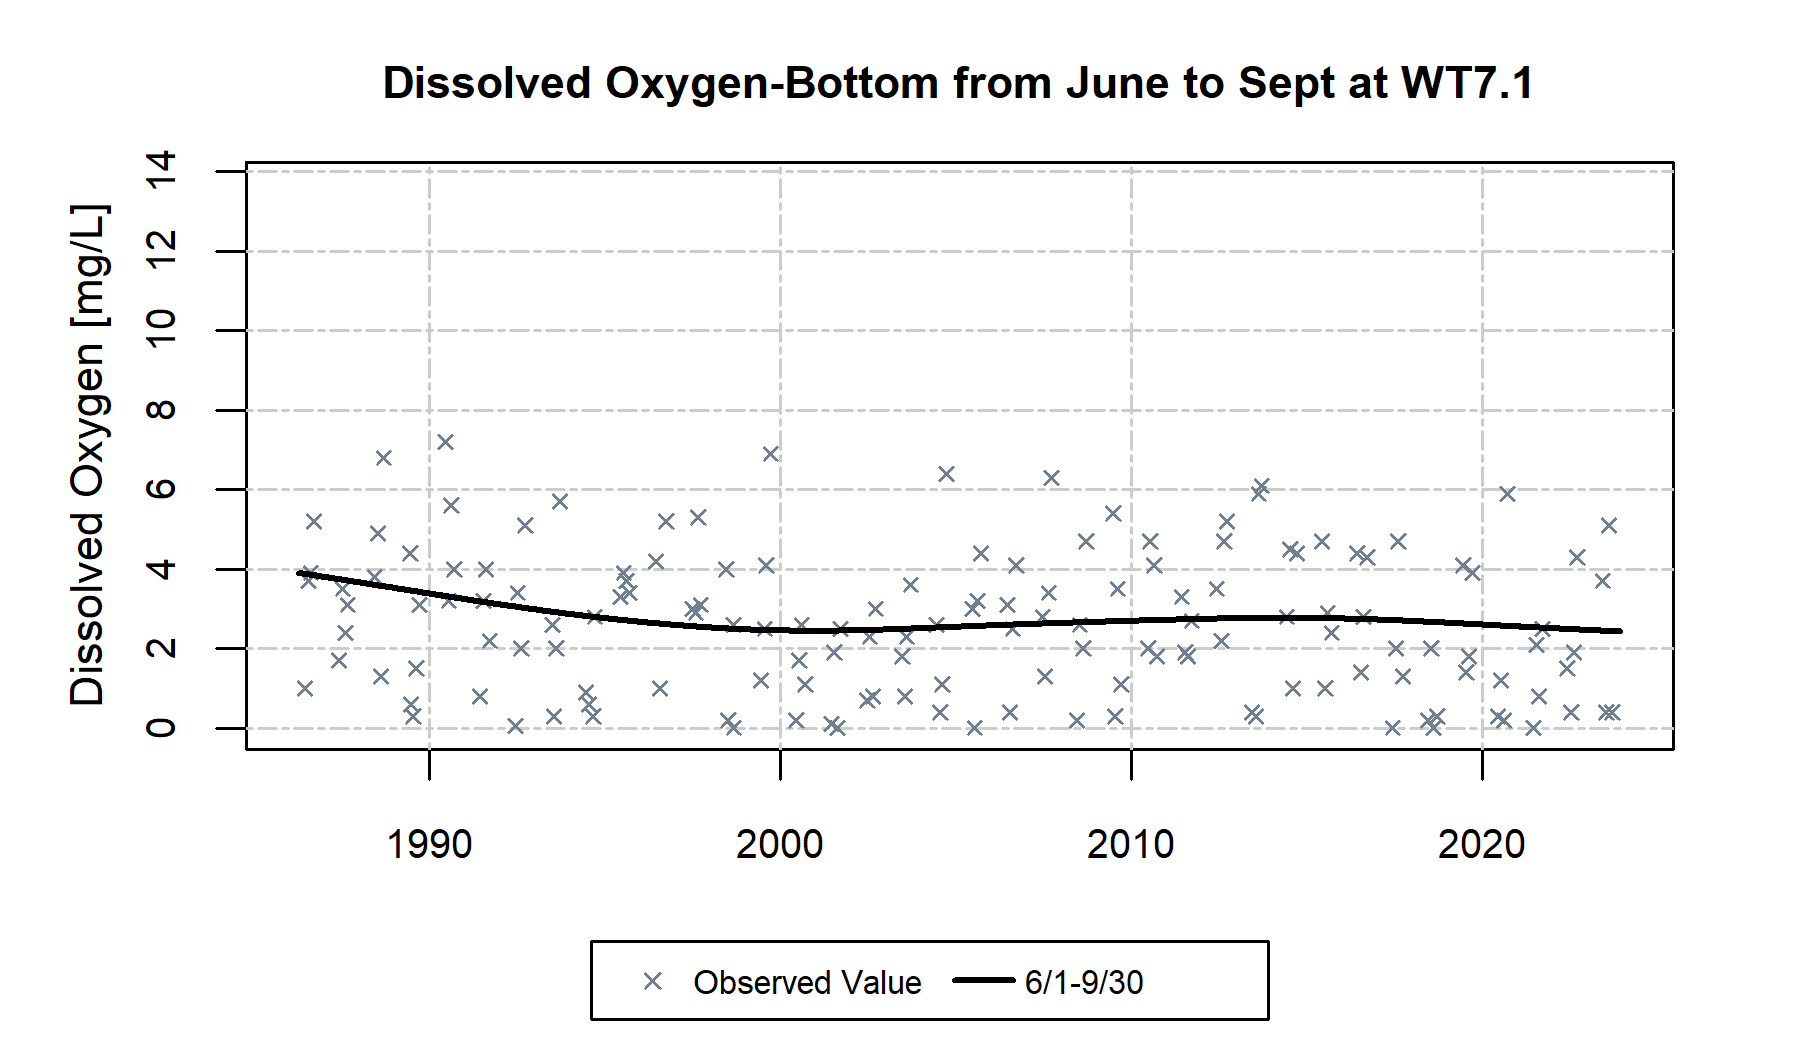 Dissolved Oxygen-Bottom from June to Sept at WT7.1
Dissolved Oxygen [mg/L]
14
12
10
8
6
4
2
0
1990 2000 2010 2020
Observed Value 6/1-9/30